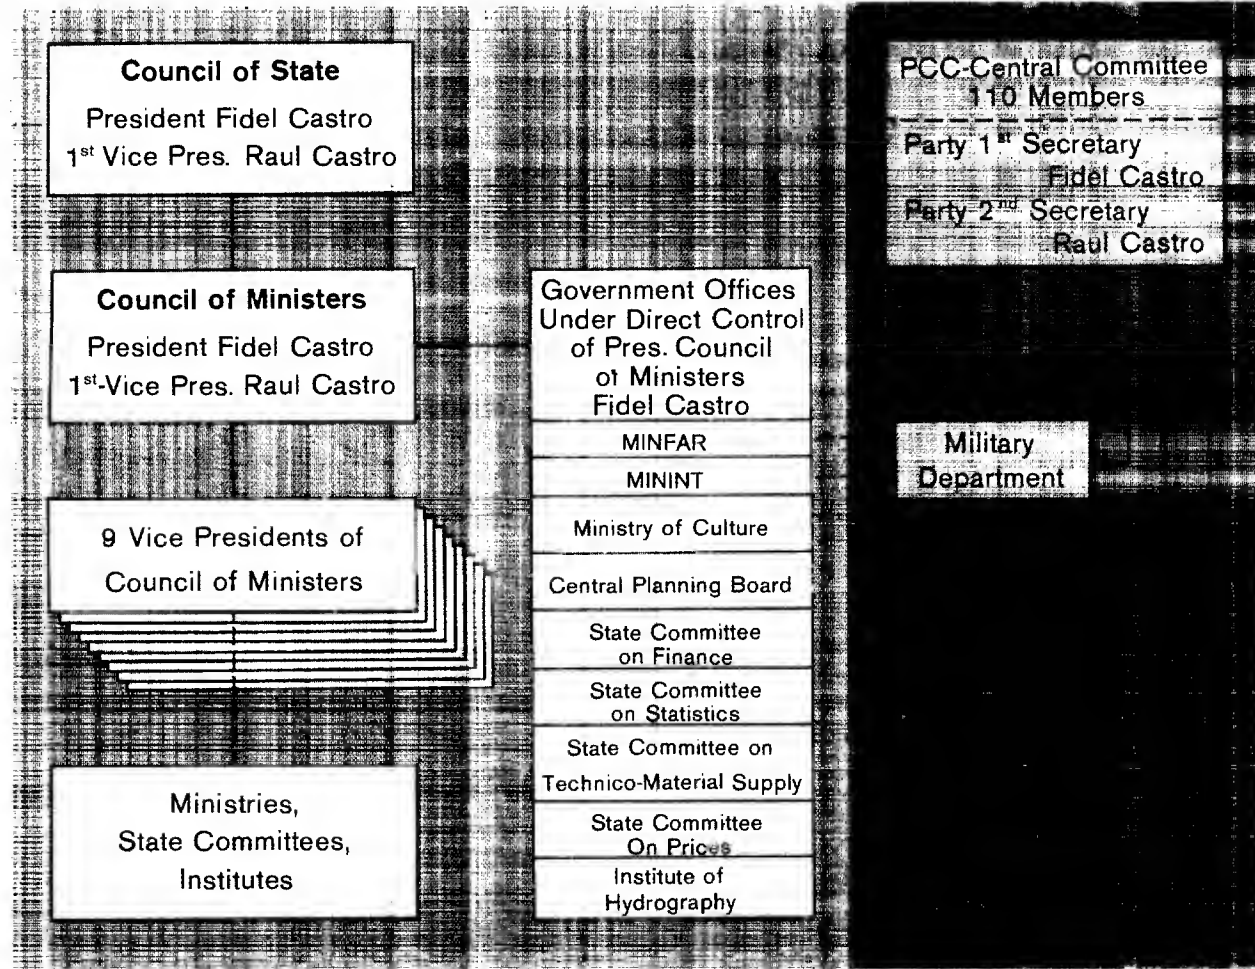 Council of State
President Fidel Castro
1st Vice Pres. Raul Castro
Council of Ministers
President Fidel Castro
1st-Vice Pres. Raul Castro
9 Vice Presidents of
Council of Ministers
Ministries,
State Committees,
Institutes
Government Offices
Under Direct Control
of Pres. Council
of Ministers
Fidel Castro
MINFAR
MININT
Ministry of Culture
Central Planning Board
State Committee
on Finance
State Committee
on Statistics
State Committee on
Technico-Material Supply
State Committee
On Prices
Institute of
Hydrography
PCC-Central Committee
110 Members
Party 1st Secretary
Fidel Castro
Party 2nd Secretary
Raul Castro
Military
Department